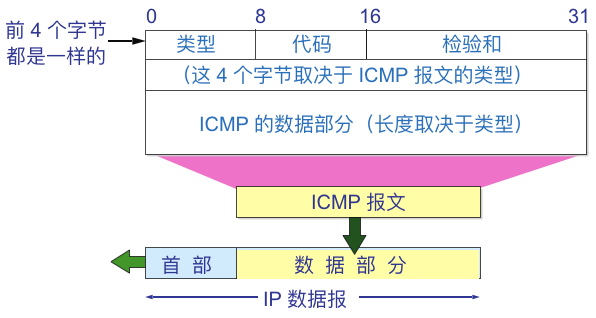 0 8 16 31
前 4 个字节
都是一样的
类型 代码 检验和
（这 4 个字节取决于 ICMP 报文的类型）
ICMP 的数据部分（长度取决于类型）
ICMP 报文
首 部 数 据 部 分
IP 数据报